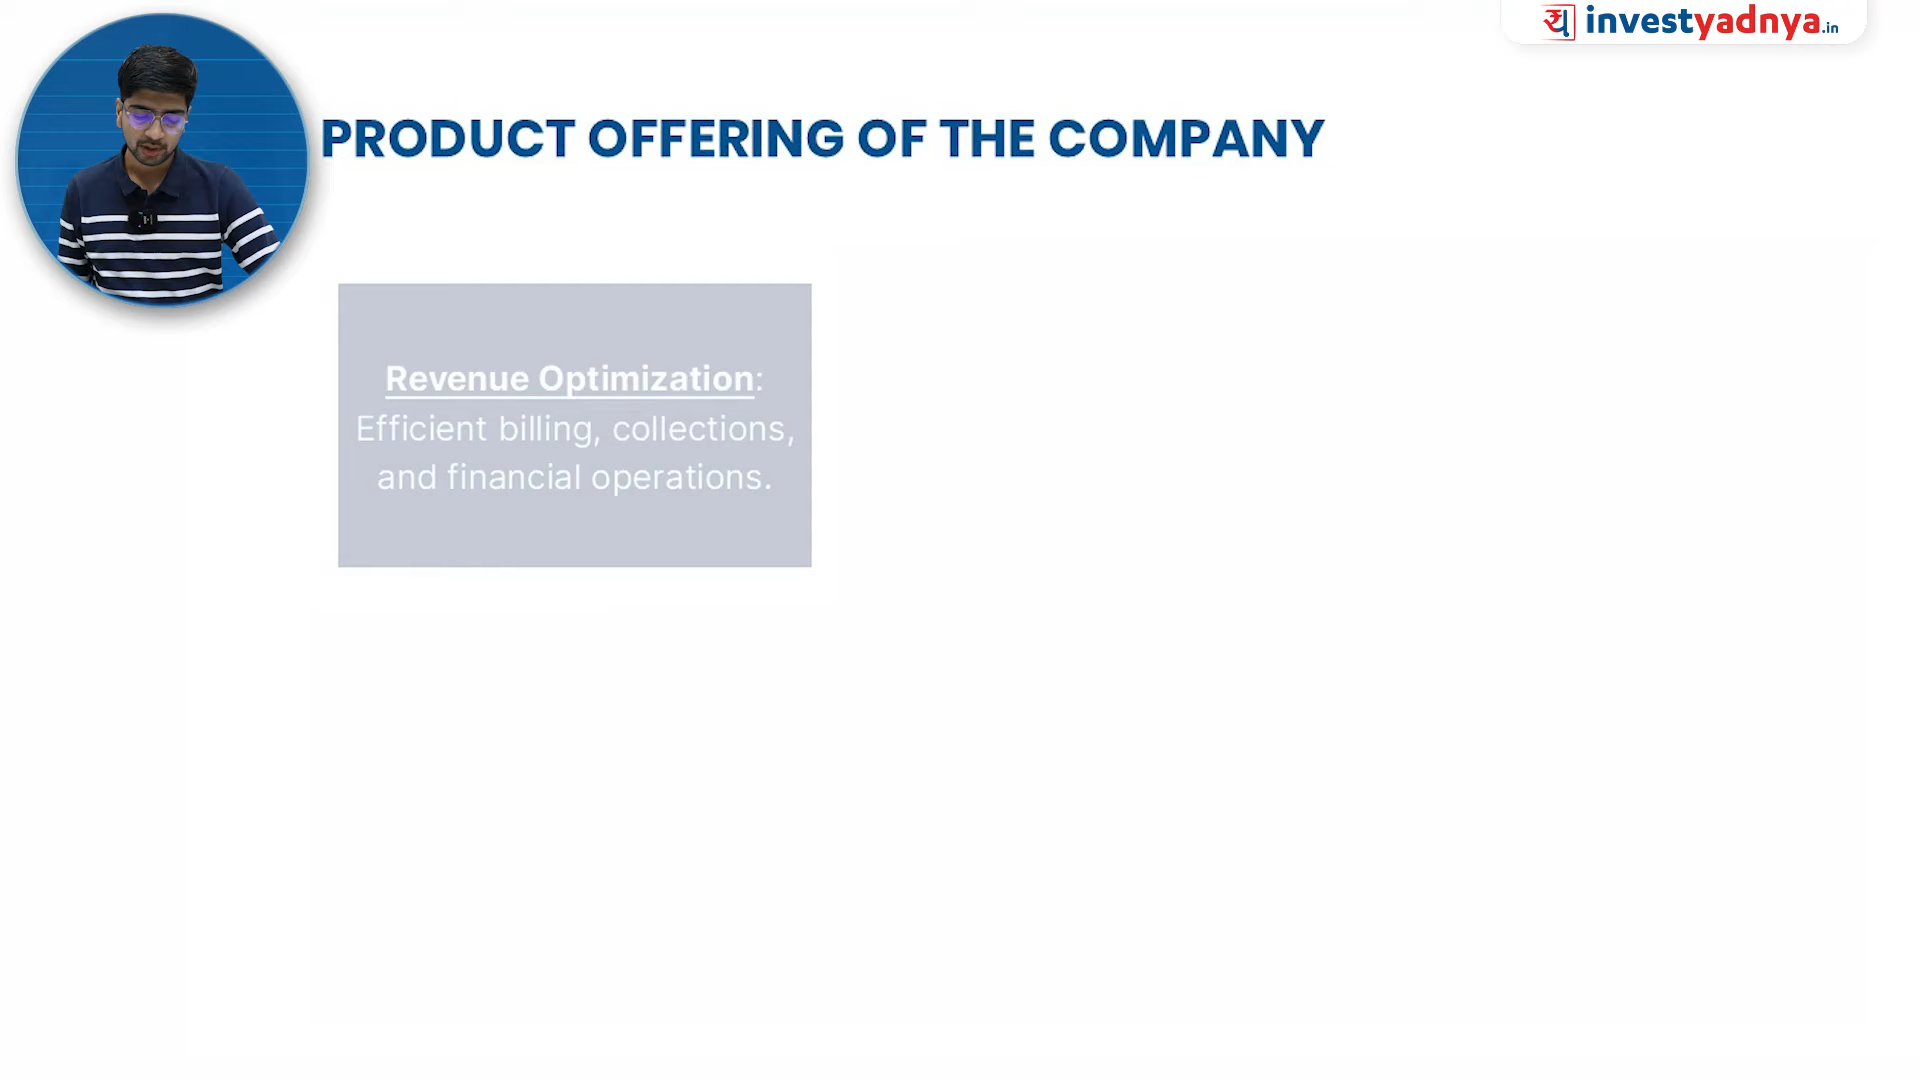 य investyadnya.in
PRODUCT OFFERING OF THE COMPANY
Revenue Optimization:
Efficient billing, collections,
and financial operations.